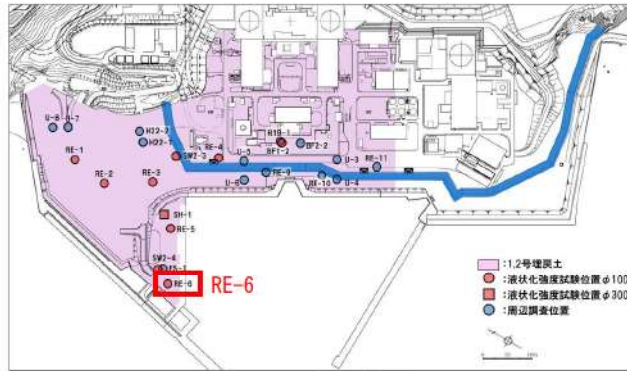 U-8
U-7
H22-2
H22-1
RE-1
RE-2
RE-3
SW2-3
RE-4
H19-1
BF1-2
BF2-2
U-5
U-3
RE-11
RE-9
U-6
RE-10
U-4
SH-1
RE-5
SW2-4
RE-6
RE-6
:1,2号埋戻土
:液状化強度試験位置φ100
:液状化強度試験位置φ300
:周辺調査位置